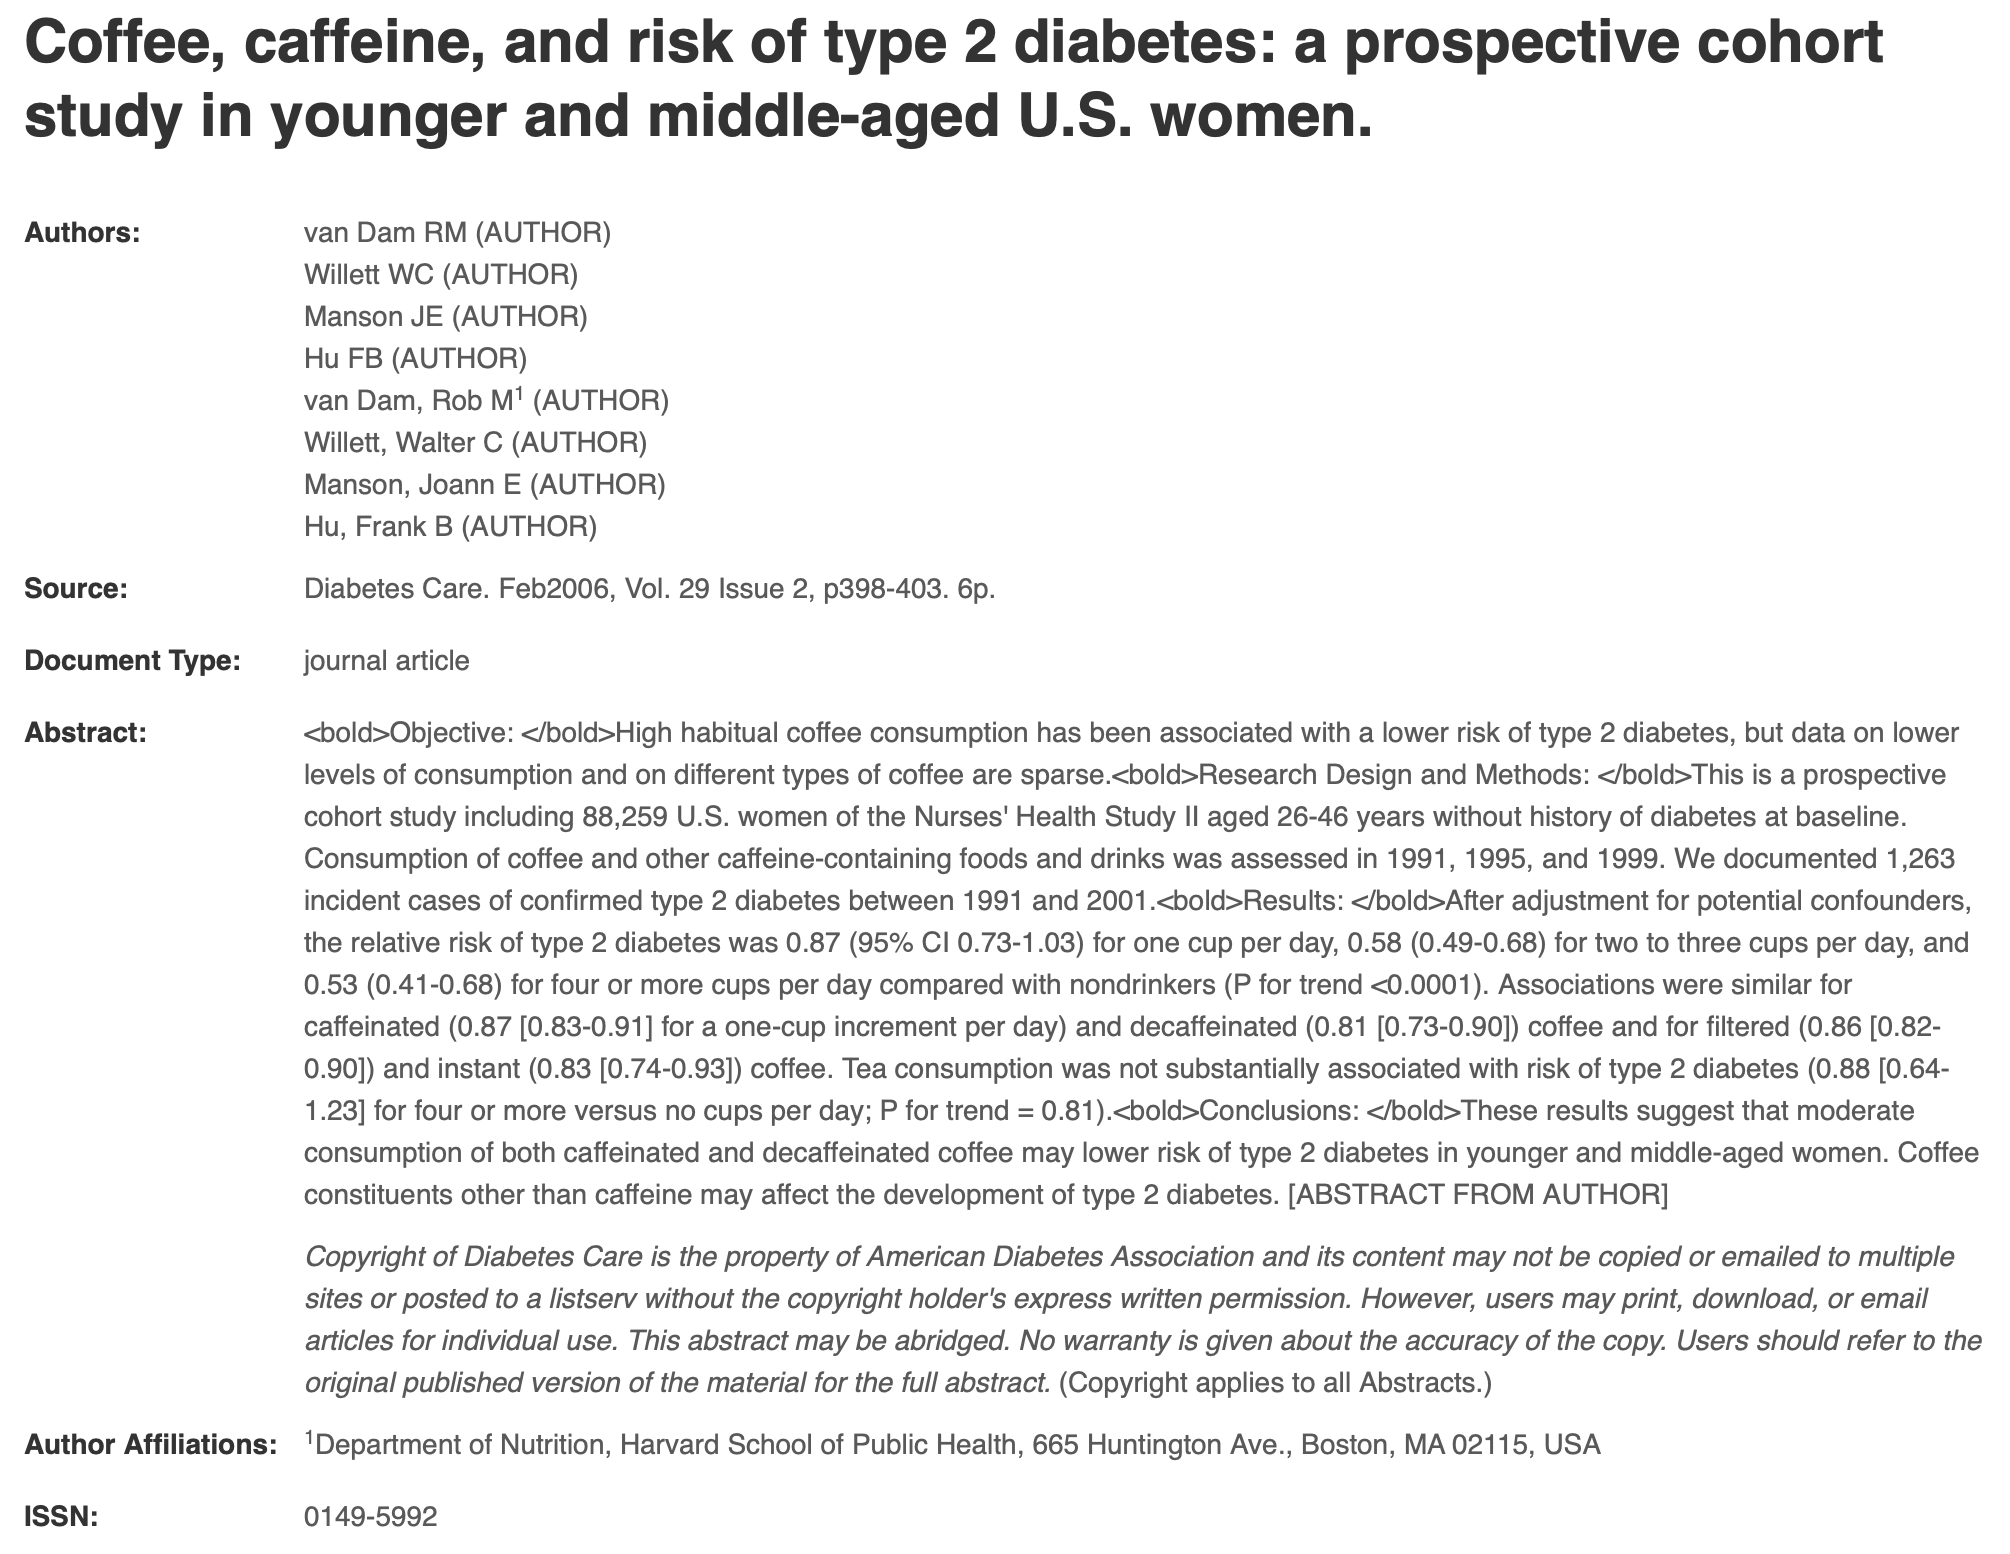 Coffee, caffeine, and risk of type 2 diabetes: a prospective cohort
study in younger and middle-aged U.S. women.
Authors:
van Dam RM (AUTHOR)
Willett WC (AUTHOR)
Manson JE (AUTHOR)
Hu FB (AUTHOR)
van Dam, Rob M¹ (AUTHOR)
Willett, Walter C (AUTHOR)
Manson, Joann E (AUTHOR)
Hu, Frank B (AUTHOR)
Source: Diabetes Care. Feb2006, Vol. 29 Issue 2, p398-403. 6p.
Document Type: journal article
Abstract: <bold>Objective: </bold>High habitual coffee consumption has been associated with a lower risk of type 2 diabetes, but data on lower
levels of consumption and on different types of coffee are sparse.<bold>Research Design and Methods: </bold>This is a prospective
cohort study including 88,259 U.S. women of the Nurses' Health Study II aged 26-46 years without history of diabetes at baseline.
Consumption of coffee and other caffeine-containing foods and drinks was assessed in 1991, 1995, and 1999. We documented 1,263
incident cases of confirmed type 2 diabetes between 1991 and 2001.<bold>Results: </bold>After adjustment for potential confounders,
the relative risk of type 2 diabetes was 0.87 (95% CI 0.73-1.03) for one cup per day, 0.58 (0.49-0.68) for two to three cups per day, and
0.53 (0.41-0.68) for four or more cups per day compared with nondrinkers (P for trend <0.0001). Associations were similar for
caffeinated (0.87 [0.83-0.91] for a one-cup increment per day) and decaffeinated (0.81 [0.73-0.90]) coffee and for filtered (0.86 [0.82-
0.90]) and instant (0.83 [0.74-0.93]) coffee. Tea consumption was not substantially associated with risk of type 2 diabetes (0.88 [0.64-
1.23] for four or more versus no cups per day; P for trend = 0.81).<bold>Conclusions: </bold>These results suggest that moderate
consumption of both caffeinated and decaffeinated coffee may lower risk of type 2 diabetes in younger and middle-aged women. Coffee
constituents other than caffeine may affect the development of type 2 diabetes. [ABSTRACT FROM AUTHOR]
Copyright of Diabetes Care is the property of American Diabetes Association and its content may not be copied or emailed to multiple
sites or posted to a listserv without the copyright holder's express written permission. However, users may print, download, or email
articles for individual use. This abstract may be abridged. No warranty is given about the accuracy of the copy. Users should refer to the
original published version of the material for the full abstract. (Copyright applies to all Abstracts.)
Author Affiliations: ¹Department of Nutrition, Harvard School of Public Health, 665 Huntington Ave., Boston, MA 02115, USA
ISSN: 0149-5992